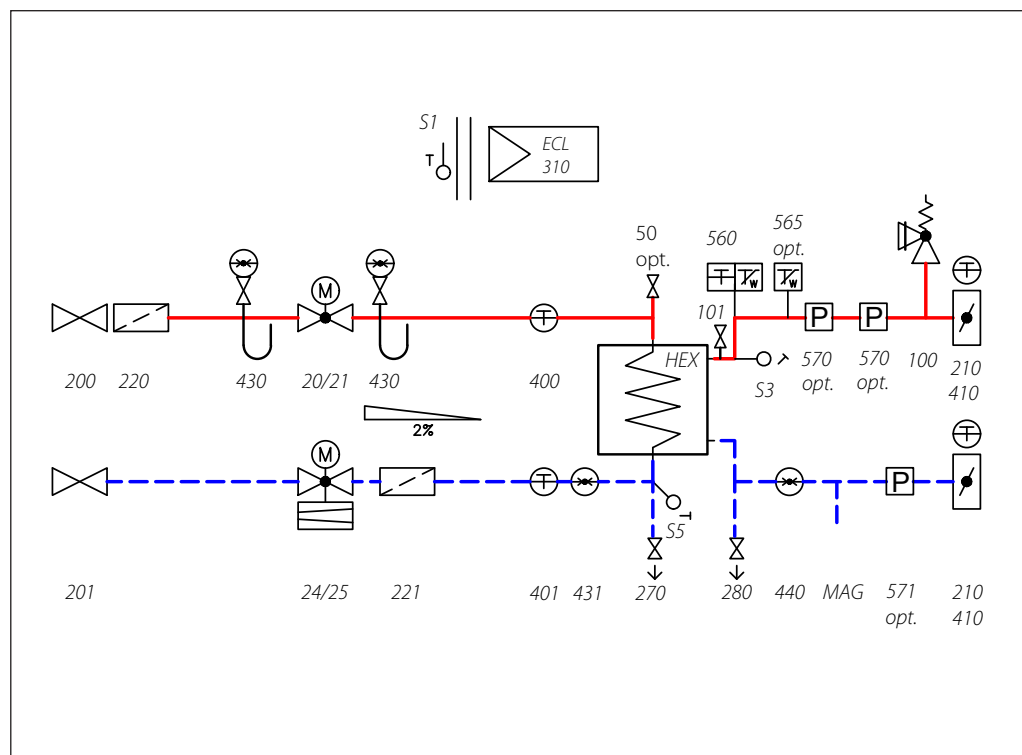 S1
T
ECL
310
50
opt.
560
565
opt.
T
W
W
T
M
101
M
T
P
P
HEX
S3
200
220
430
20/21
430
400
570
opt.
570
opt.
100
210
410
2%
M
T
T
P
S5
201
24/25
221
401
431
270
280
440
MAG
571
opt.
210
410